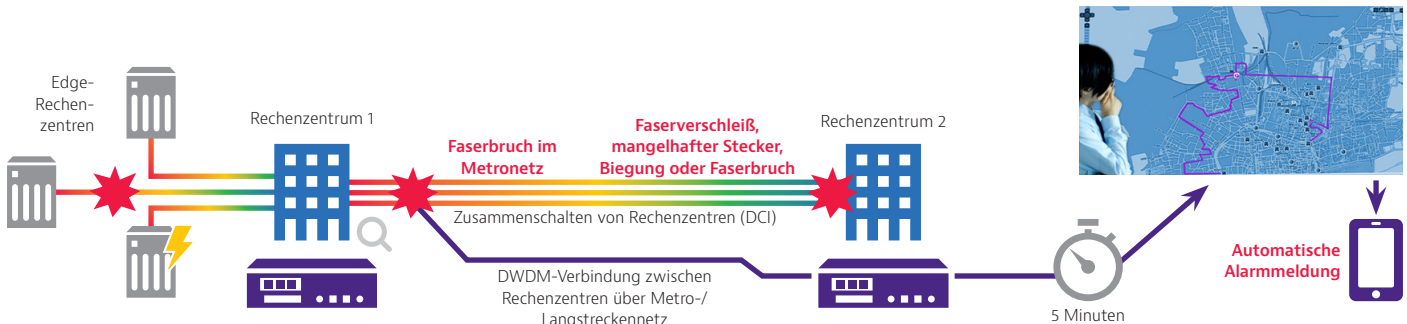 Edge-
Rechen-
zentren
Rechenzentrum 1
Faserbruch im
Metronetz
Faserverschleiß,
mangelhafter Stecker,
Biegung oder Faserbruch
Rechenzentrum 2
Zusammenschalten von Rechenzentren (DCI)
DWDM-Verbindung zwischen
Rechenzentren über Metro-/
Langstreckennetz
5 Minuten
Automatische
Alarmmeldung